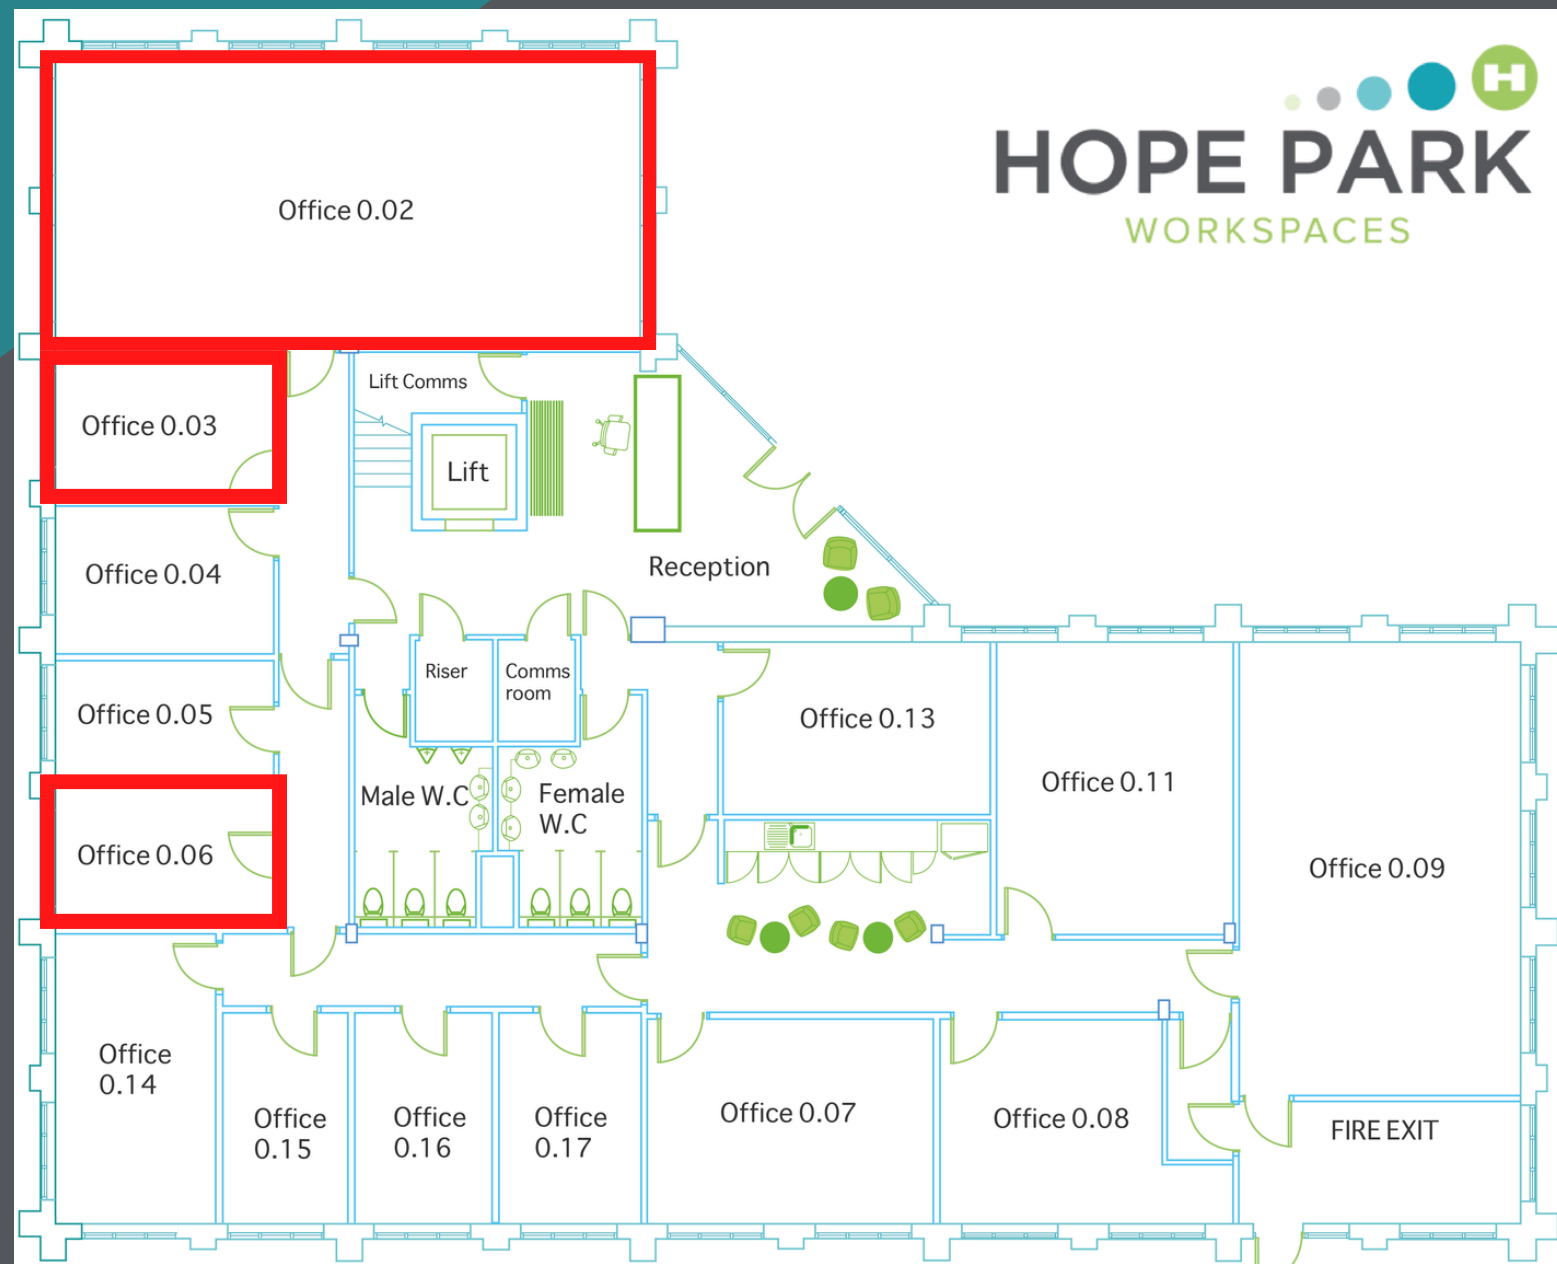 H
HOPE PARK
WORKSPACES
Office 0.02
Lift Comms
Office 0.03
Lift
Office 0.04
Reception
Riser
Comms
room
Office 0.05
Office 0.13
Office 0.11
Male W.C
Female
W.C
Office 0.06
Office 0.09
Office
0.14
Office
0.15
Office
0.16
Office
0.17
Office 0.07
Office 0.08
FIRE EXIT